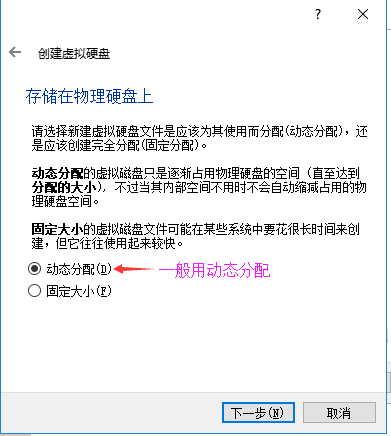 创建虚拟硬盘
存储在物理硬盘上
请选择新建虚拟硬盘文件是应该为其使用而分配(动态分配)，还
是应该创建完全分配(固定分配)。
动态分配的虚拟磁盘只是逐渐占用物理硬盘的空间（直至达到
分配的大小），不过当其内部空间不用时不会自动缩减占用的物
理硬盘空间。
固定大小的虚拟磁盘文件可能在某些系统中要花很长时间来创
建，但它往往使用起来较快。
动态分配(D) 一般用动态分配
固定大小(F)
下一步(N) 取消